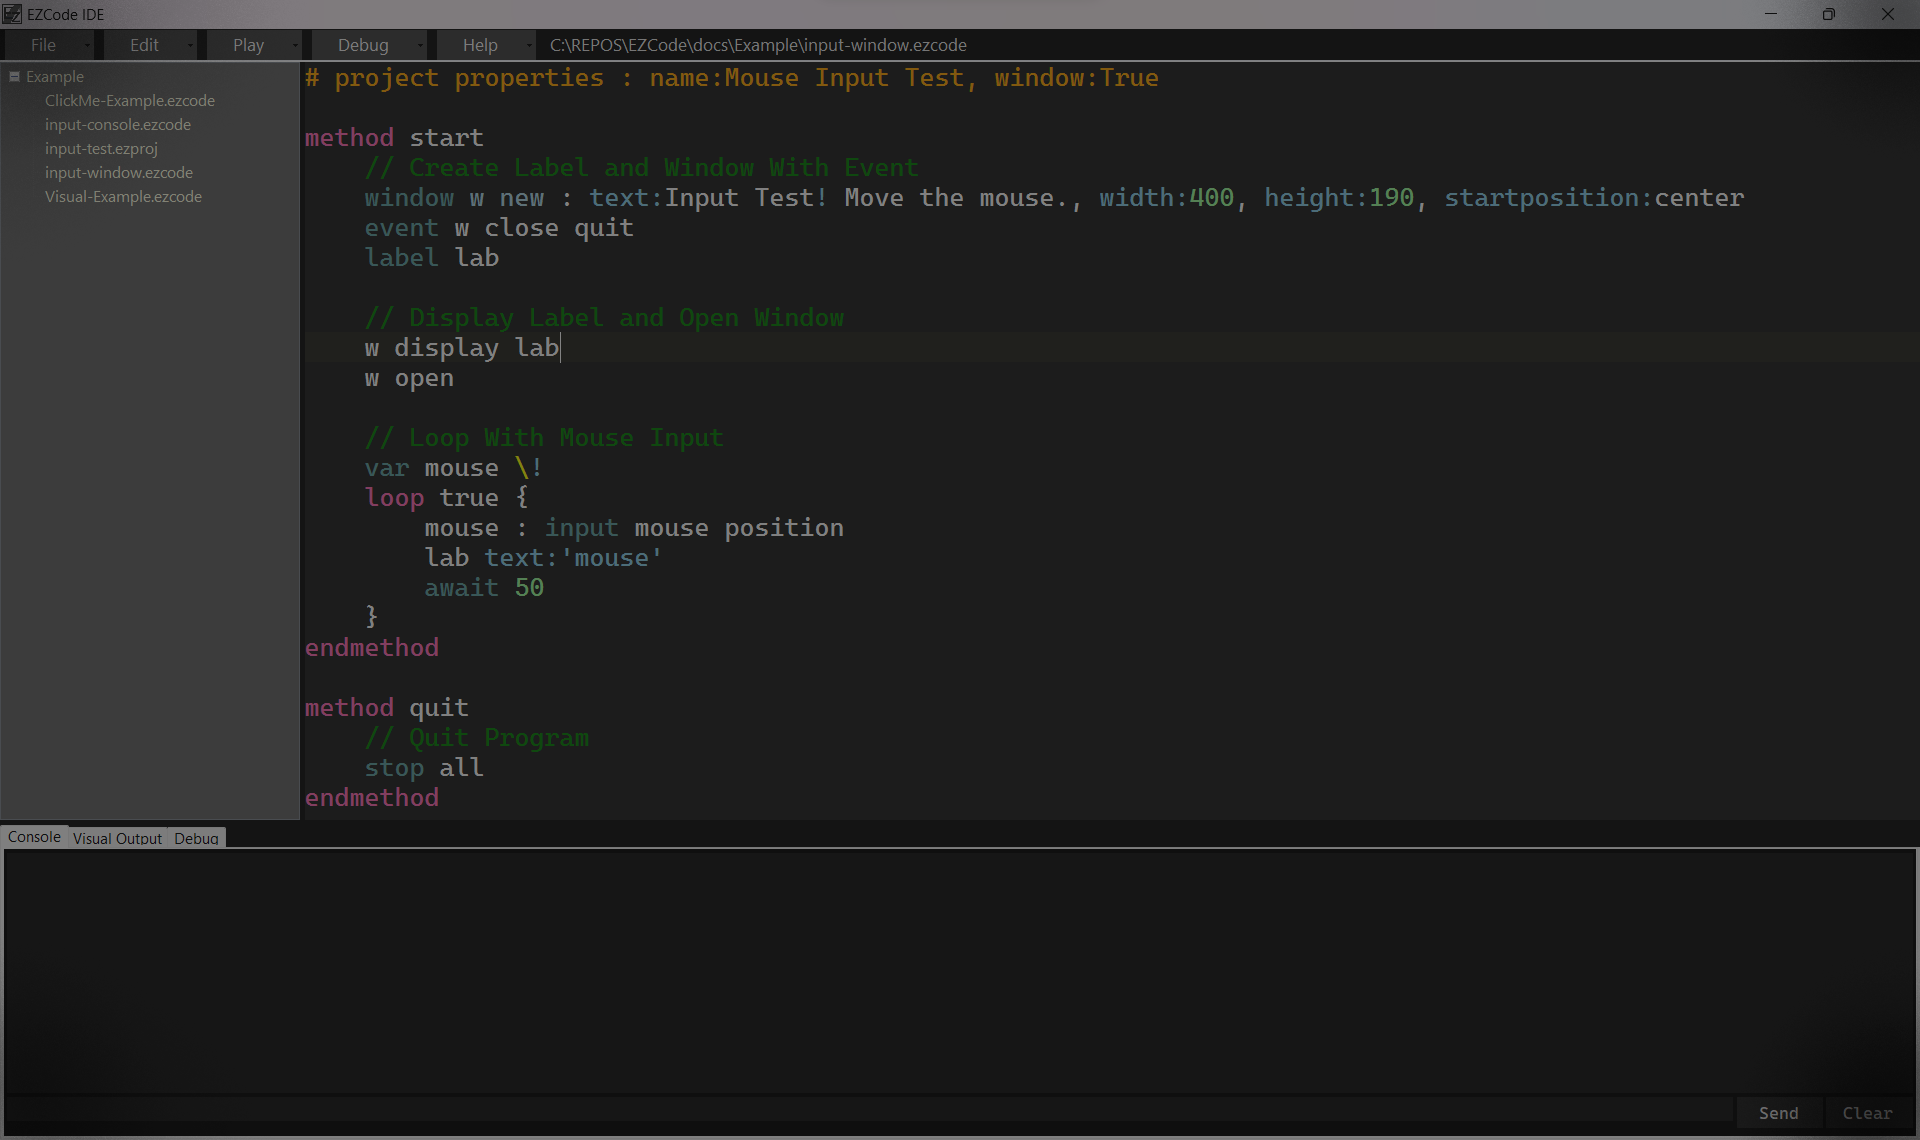 EZCode IDE
File Edit Play Debug Help C:\REPOS\EZCode\docs\Example\input-window.ezcode
Example
ClickMe-Example.ezcode
input-console.ezcode
input-test.ezproj
input-window.ezcode
Visual-Example.ezcode
# project properties : name:Mouse Input Test, window:True
method start
// Create Label and Window With Event
window w new : text:Input Test! Move the mouse., width:400, height:190, startposition:center
event w close quit
label lab
// Display Label and Open Window
w display lab
w open
// Loop With Mouse Input
var mouse \!
loop true {
mouse : input mouse position
lab text:'mouse'
await 50
}
endmethod
method quit
// Quit Program
stop all
endmethod
Console Visual Output Debug
Send Clear